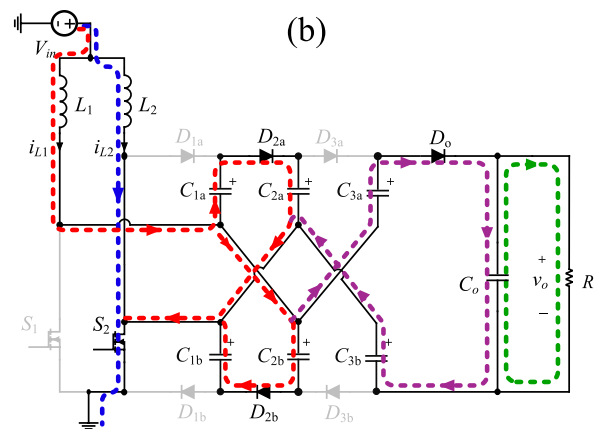 (b)
V_in
L_1
L_2
i_L1
i_L2
D_1a
D_2a
D_3a
D_o
C_1a
+
C_2a
+
C_3a
+
C_o
+
v_o
−
R
S_1
S_2
C_1b
+
C_2b
+
C_3b
+
D_1b
D_2b
D_3b